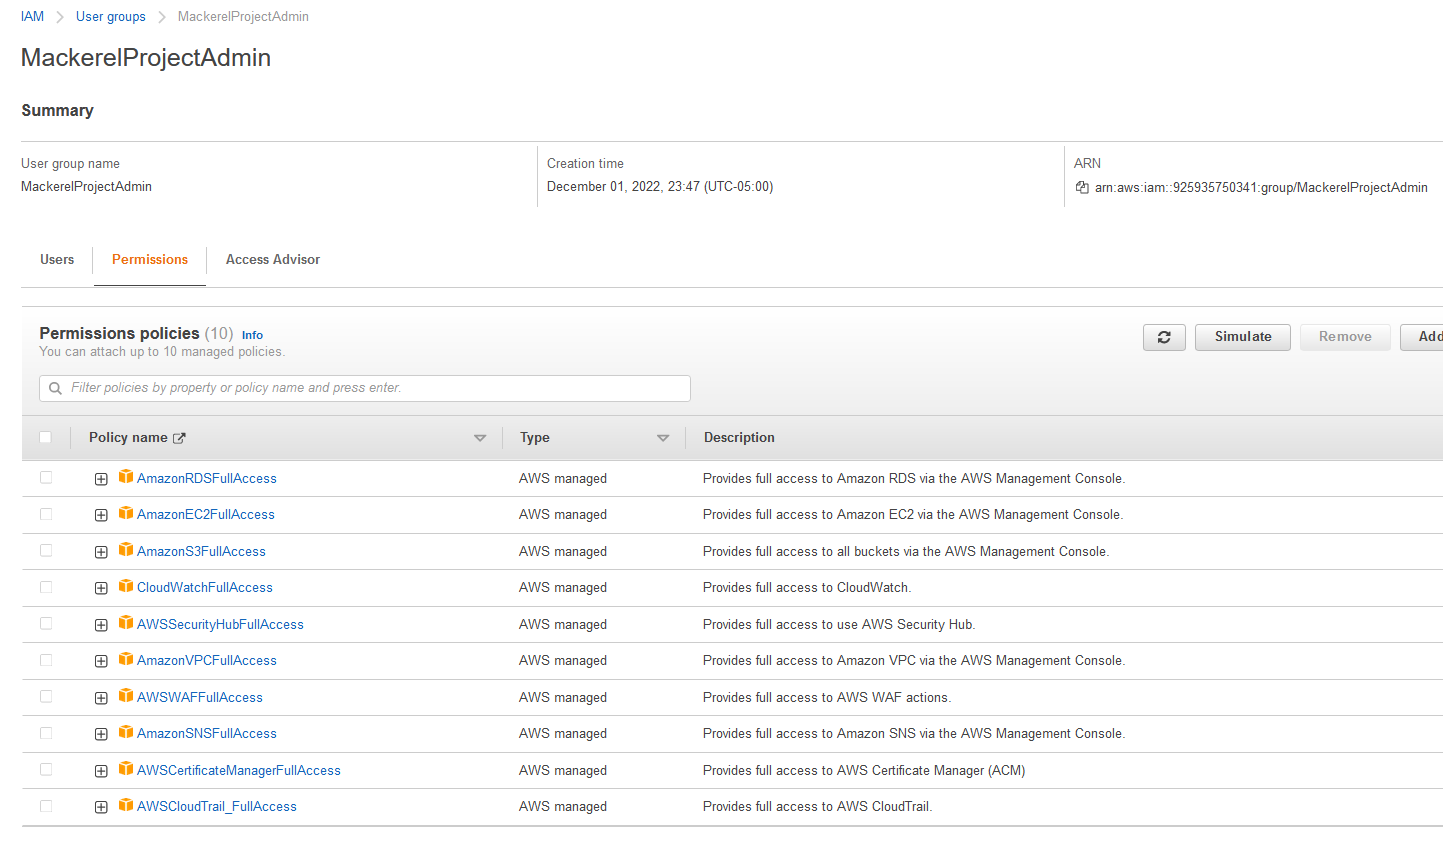 IAM > User groups > MackerelProjectAdmin
MackerelProjectAdmin
Summary
User group name
MackerelProjectAdmin
Creation time
December 01, 2022, 23:47 (UTC-05:00)
ARN
arn:aws:iam::925935750341:group/MackerelProjectAdmin
Users Permissions Access Advisor
Permissions policies (10) Info
You can attach up to 10 managed policies.
Simulate Remove Add
Filter policies by property or policy name and press enter.
Policy name Type Description
AmazonRDSFullAccess AWS managed Provides full access to Amazon RDS via the AWS Management Console.
AmazonEC2FullAccess AWS managed Provides full access to Amazon EC2 via the AWS Management Console.
AmazonS3FullAccess AWS managed Provides full access to all buckets via the AWS Management Console.
CloudWatchFullAccess AWS managed Provides full access to CloudWatch.
AWSSecurityHubFullAccess AWS managed Provides full access to use AWS Security Hub.
AmazonVPCFullAccess AWS managed Provides full access to Amazon VPC via the AWS Management Console.
AWSWAFFullAccess AWS managed Provides full access to AWS WAF actions.
AmazonSNSFullAccess AWS managed Provides full access to Amazon SNS via the AWS Management Console.
AWSCertificateManagerFullAccess AWS managed Provides full access to AWS Certificate Manager (ACM)
AWSCloudTrail_FullAccess AWS managed Provides full access to AWS CloudTrail.